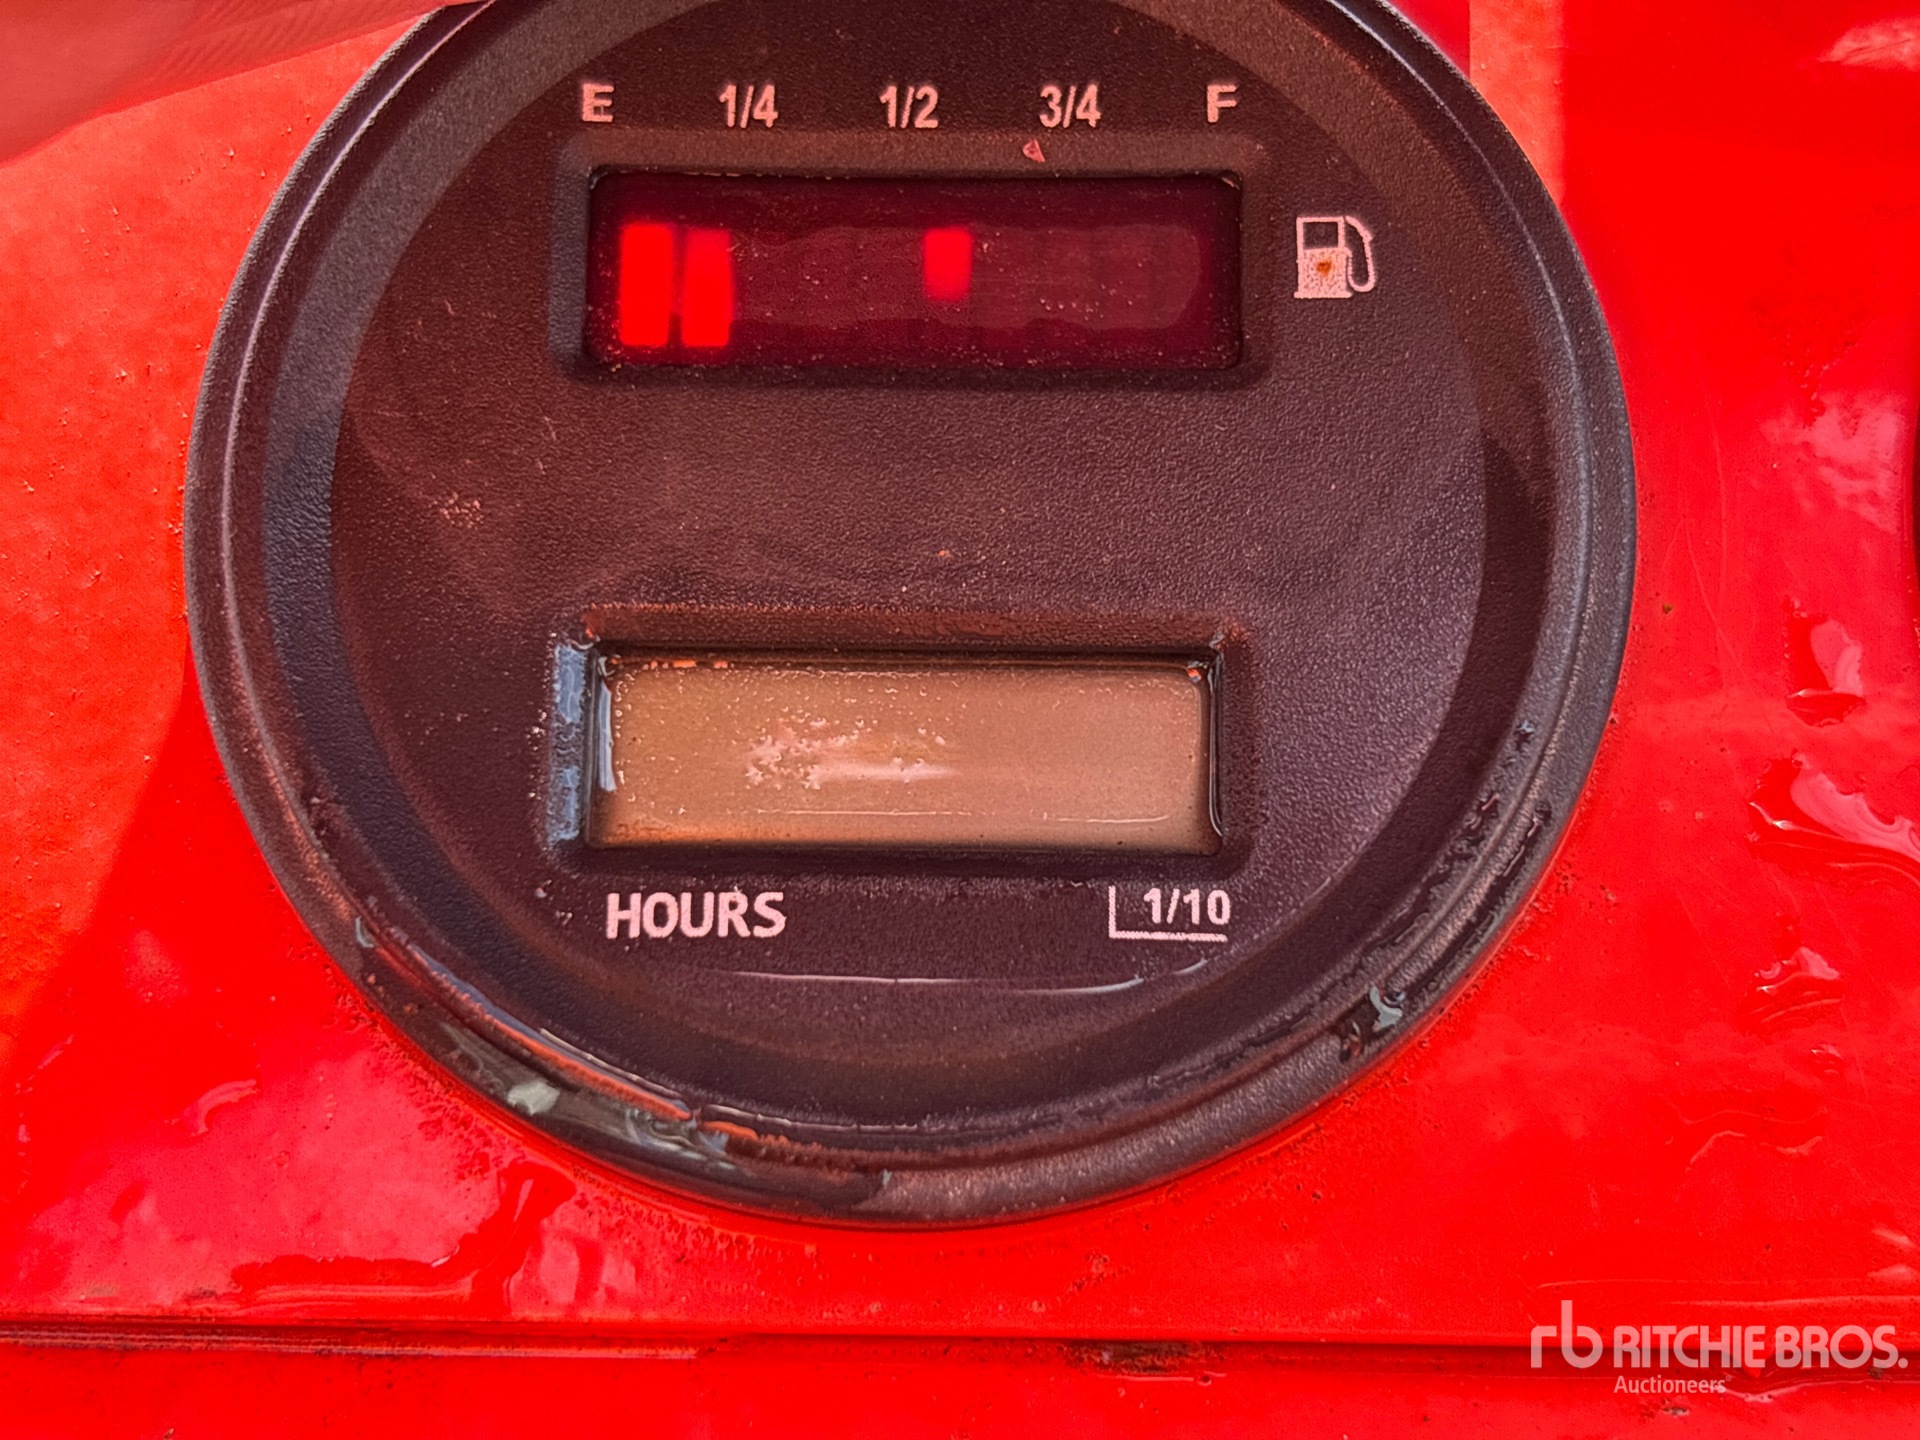 E 1/4 1/2 3/4 F
HOURS 1/10
rb RITCHIE BROS.
Auctioneers